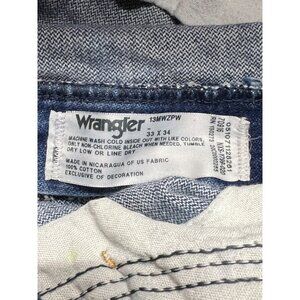 Wrangler 13MWZPW
33 X 34
MACHINE WASH COLD INSIDE OUT WITH LIKE COLORS,
ONLY NON-CHLORINE BLEACH WHEN NEEDED, TUMBLE
DRY LOW OR LINE DRY
MADE IN NICARAGUA OF US FABRIC
100% COTTON
EXCLUSIVE OF DECORATION